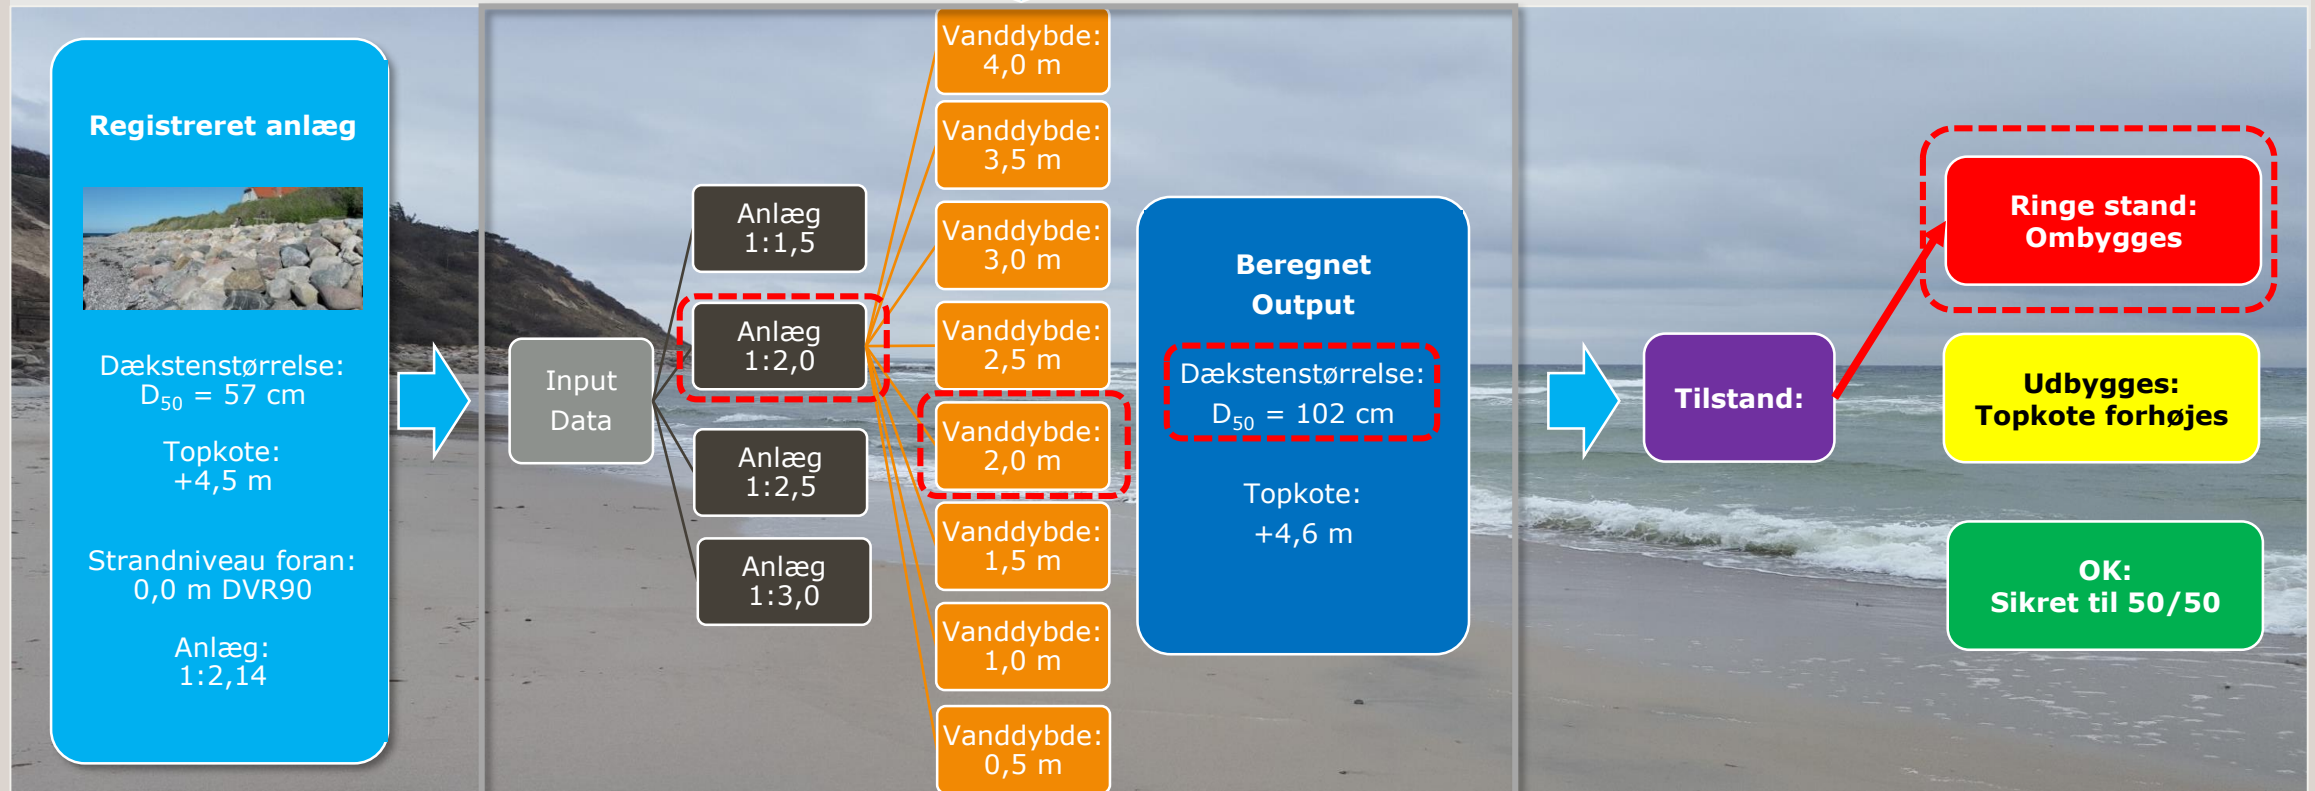 Registreret anlæg
Dækstenstørrelse:
D₅₀ = 57 cm
Topkote:
+4,5 m
Strandniveau foran:
0,0 m DVR90
Anlæg:
1:2,14
Input
Data
Anlæg
1:1,5
Anlæg
1:2,0
Anlæg
1:2,5
Anlæg
1:3,0
Vanddybde:
4,0 m
Vanddybde:
3,5 m
Vanddybde:
3,0 m
Vanddybde:
2,5 m
Vanddybde:
2,0 m
Vanddybde:
1,5 m
Vanddybde:
1,0 m
Vanddybde:
0,5 m
Beregnet
Output
Dækstenstørrelse:
D₅₀ = 102 cm
Topkote:
+4,6 m
Tilstand:
Ringe stand:
Ombygges
Udbygges:
Topkote forhøjes
OK:
Sikret til 50/50